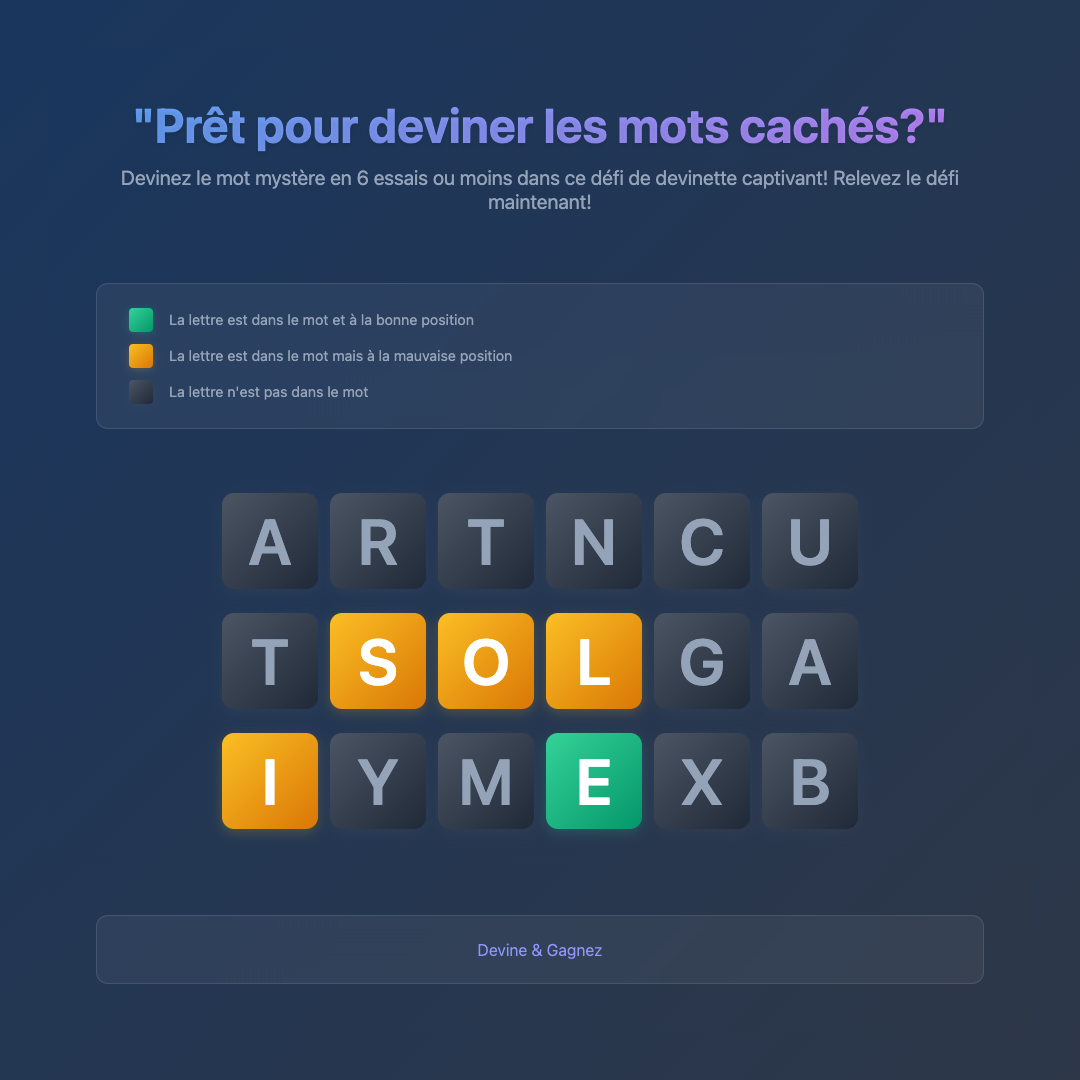 "Prêt pour deviner les mots cachés?"
Devinez le mot mystère en 6 essais ou moins dans ce défi de devinette captivant! Relevez le défi
maintenant!
La lettre est dans le mot et à la bonne position
La lettre est dans le mot mais à la mauvaise position
La lettre n'est pas dans le mot
A R T N C U
T S O L G A
I Y M E X B
Devine & Gagnez